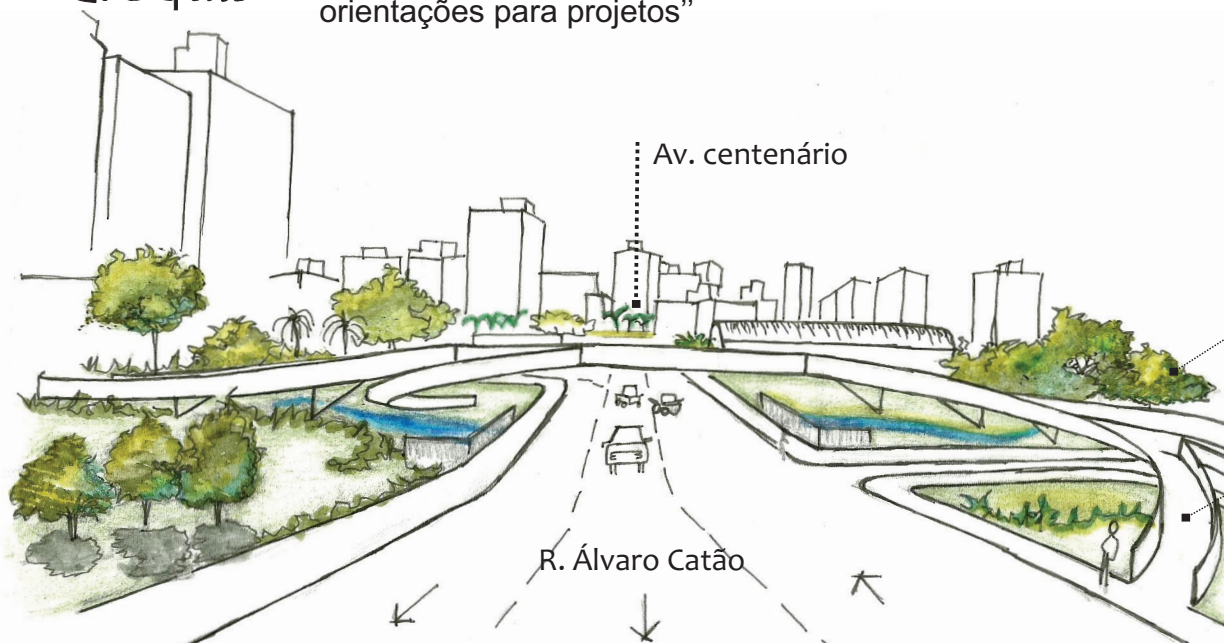 orientações para projetos”
Av. centenário
R. Álvaro Catão